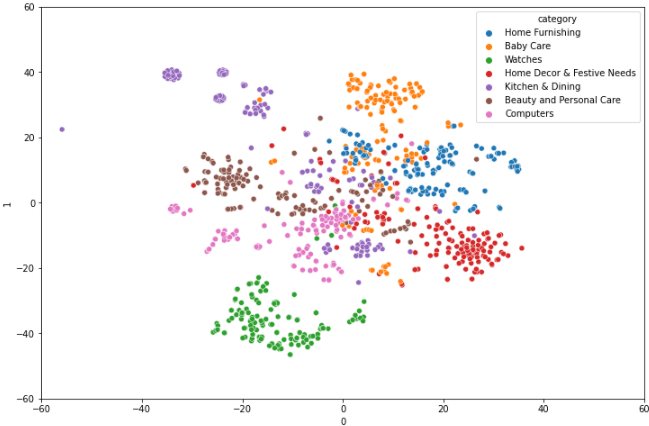 category
Home Furnishing
Baby Care
Watches
Home Decor & Festive Needs
Kitchen & Dining
Beauty and Personal Care
Computers
60
40
20
0
−20
−40
−60
1
−60 −40 −20 0 20 40 60
0